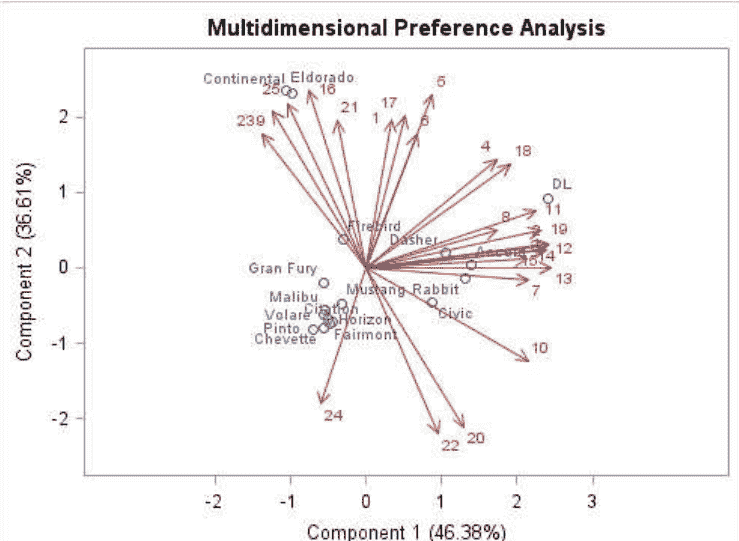 Multidimensional Preference Analysis
Continental Eldorado
25 16 5
17
21
239 1 6
4 18
DL
11
8
Firebird 19
Dasher
12
15 14
Gran Fury 13
Mustang Rabbit 7
Malibu
Citation
Volare Horizon Civic
Pinto Fairmont
Chevette
10
24
20
22
2
1
0
-1
-2
-2 -1 0 1 2 3
Component 2 (36.61%)
Component 1 (46.38%)